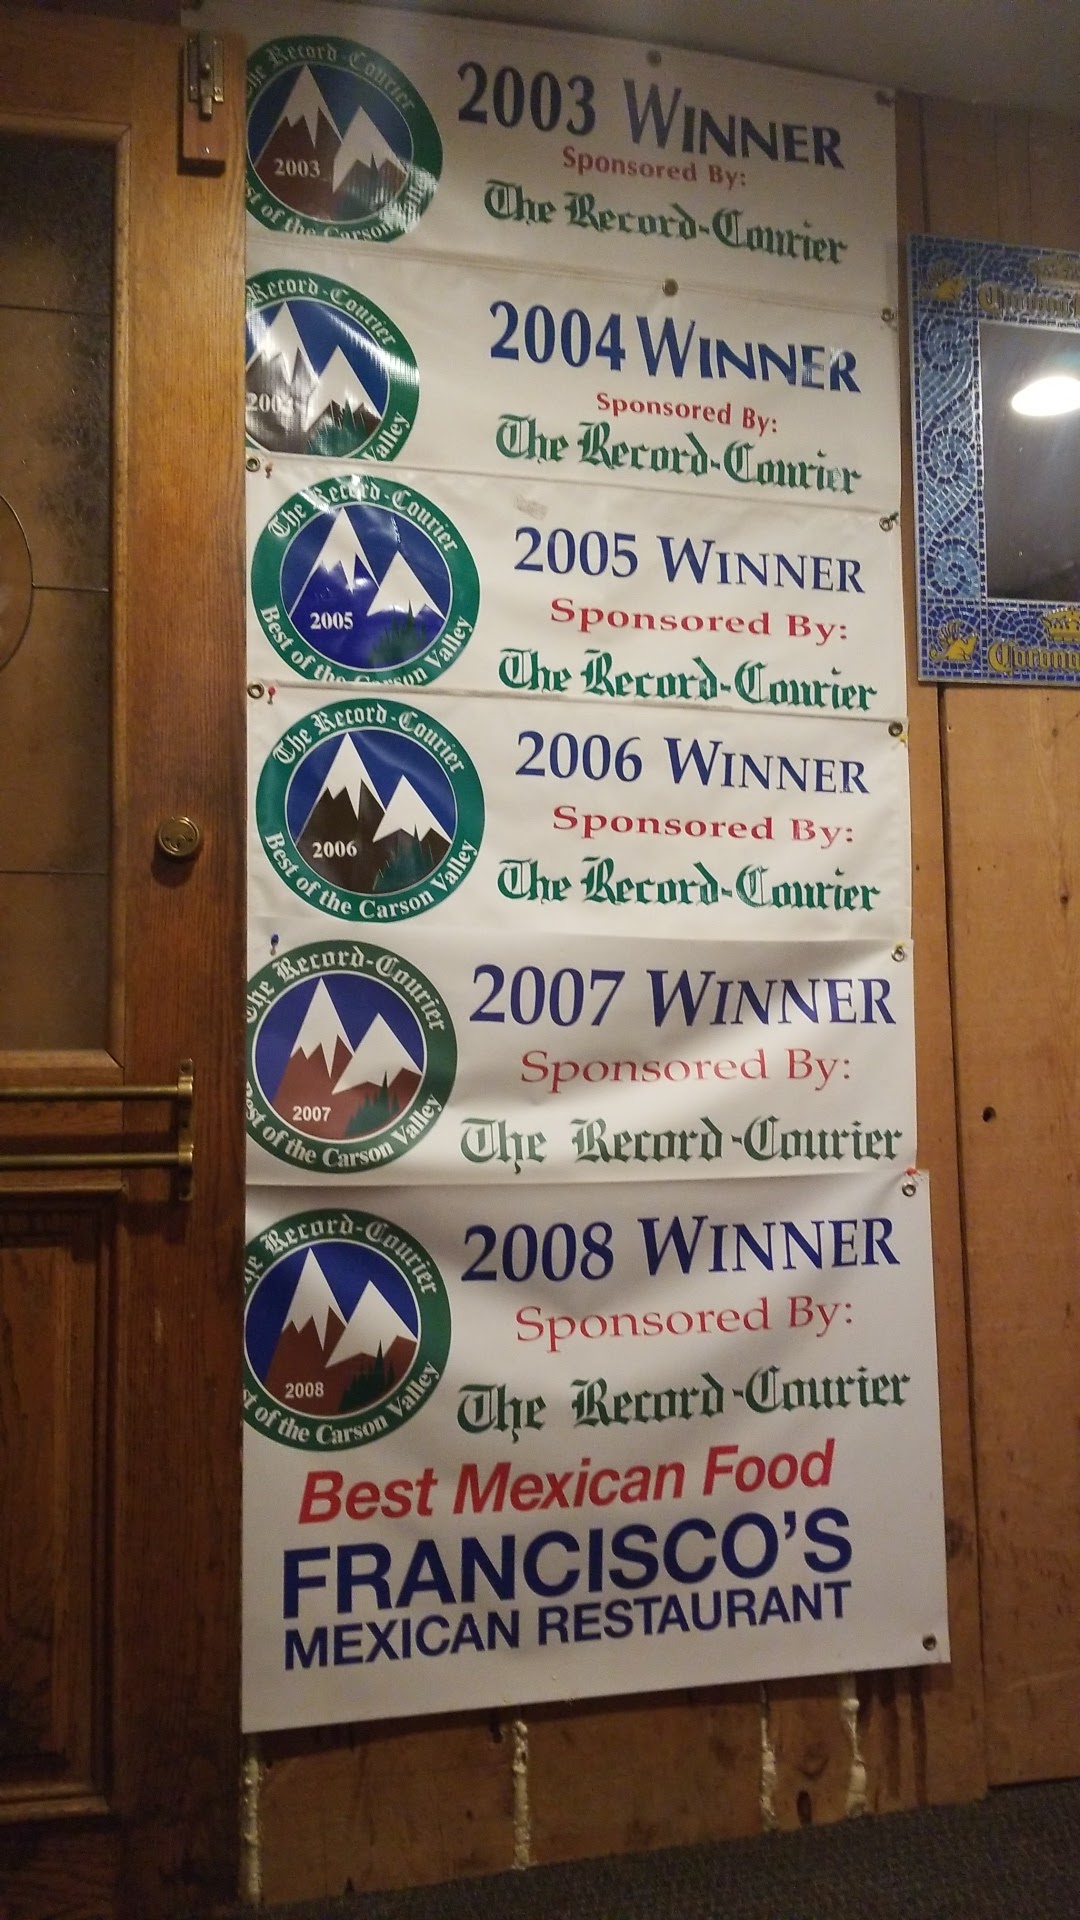 The Record-Courier
2003
of the Carson Valley
2003 WINNER
Sponsored By:
The Record-Courier
Record-Courier
Valley
2004 WINNER
Sponsored By:
The Record-Courier
The Record-Courier
2005
Best of the Carson Valley
2005 WINNER
Sponsored By:
The Record-Courier
The Record-Courier
2006
Best of the Carson Valley
2006 WINNER
Sponsored By:
The Record-Courier
The Record-Courier
2007
Best of the Carson Valley
2007 WINNER
Sponsored By:
The Record-Courier
The Record-Courier
2008
of the Carson Valley
2008 WINNER
Sponsored By:
The Record-Courier
Best Mexican Food
FRANCISCO'S
MEXICAN RESTAURANT